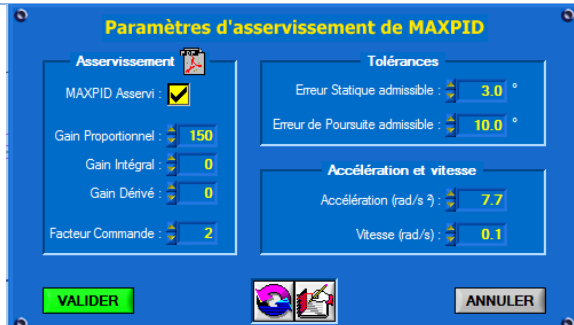 Paramètres d'asservissement de MAXPID
Asservissement
MAXPID Asservi :
Gain Proportionnel : 150
Gain Intégral : 0
Gain Dérivé : 0
Facteur Commande : 2
Tolérances
Erreur Statique admissible : 3.0 °
Erreur de Poursuite admissible : 10.0 °
Accélération et vitesse
Accélération (rad/s ²) : 7.7
Vitesse (rad/s) : 0.1
VALIDER
ANNULER